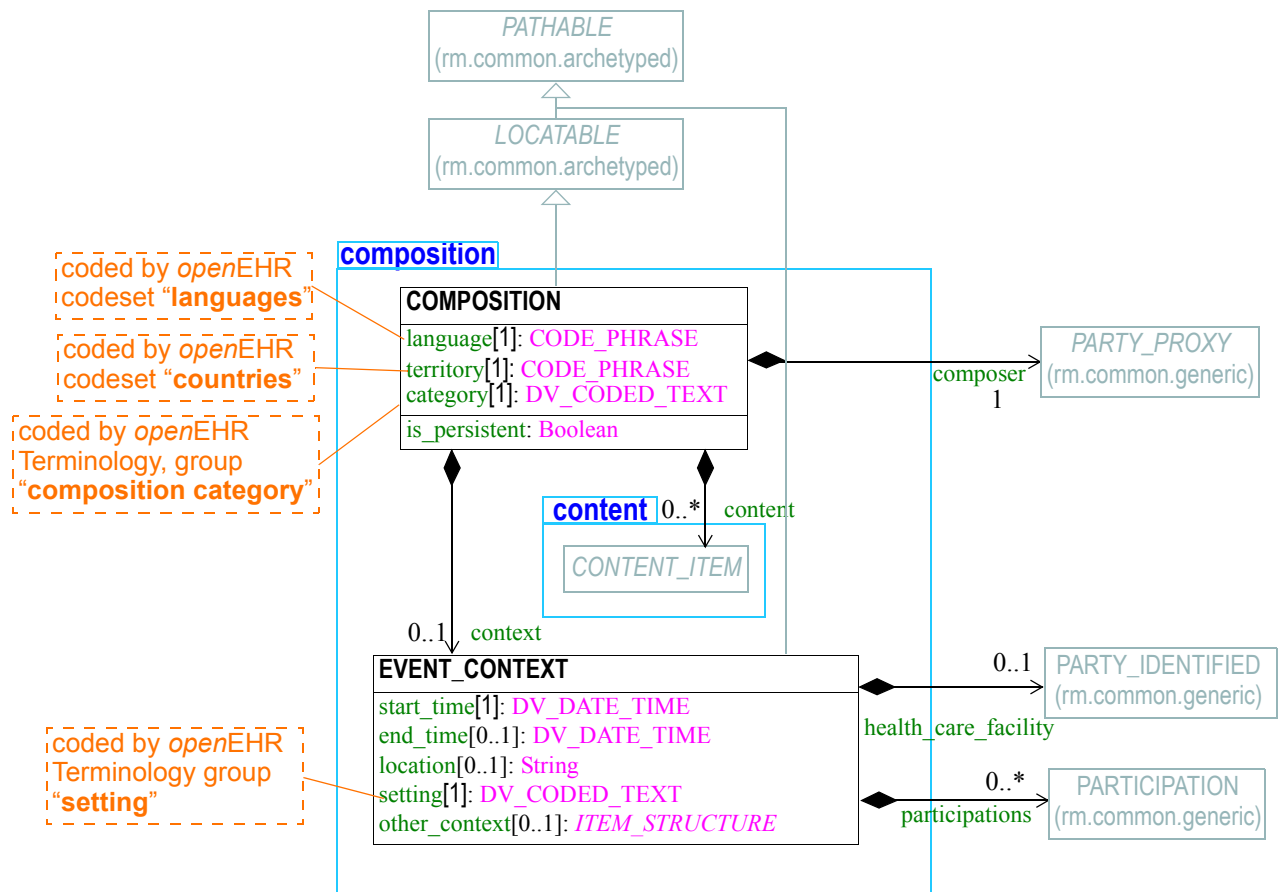 PATHABLE
(rm.common.archetyped)
LOCATABLE
(rm.common.archetyped)
composition
coded by openEHR
codeset “languages”
coded by openEHR
codeset “countries”
coded by openEHR
Terminology, group
“composition category”
COMPOSITION
language[1]: CODE_PHRASE
territory[1]: CODE_PHRASE
category[1]: DV_CODED_TEXT
is_persistent: Boolean
composer
1
PARTY_PROXY
(rm.common.generic)
content
0..*
content
CONTENT_ITEM
0..1
context
EVENT_CONTEXT
start_time[1]: DV_DATE_TIME
end_time[0..1]: DV_DATE_TIME
location[0..1]: String
setting[1]: DV_CODED_TEXT
other_context[0..1]: ITEM_STRUCTURE
coded by openEHR
Terminology group
“setting”
0..1
health_care_facility
PARTY_IDENTIFIED
(rm.common.generic)
0..*
participations
PARTICIPATION
(rm.common.generic)